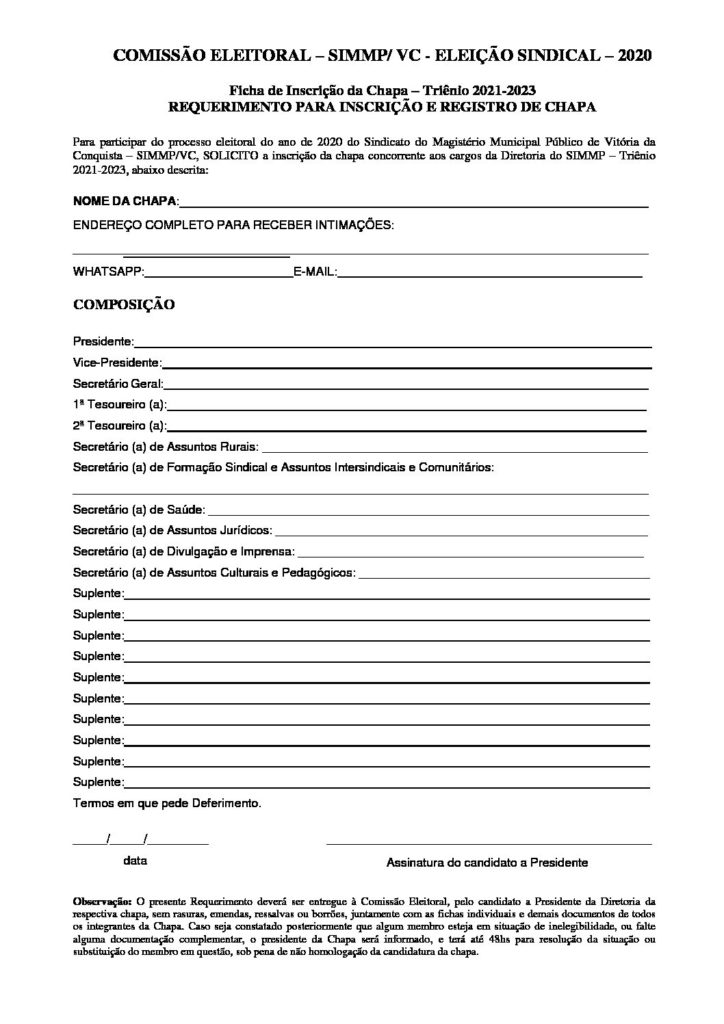 COMISSÃO ELEITORAL – SIMMP/ VC - ELEIÇÃO SINDICAL – 2020
Ficha de Inscrição da Chapa – Triênio 2021-2023
REQUERIMENTO PARA INSCRIÇÃO E REGISTRO DE CHAPA
Para participar do processo eleitoral do ano de 2020 do Sindicato do Magistério Municipal Público de Vitória da
Conquista – SIMMP/VC, SOLICITO a inscrição da chapa concorrente aos cargos da Diretoria do SIMMP – Triênio
2021-2023, abaixo descrita:
NOME DA CHAPA:
ENDEREÇO COMPLETO PARA RECEBER INTIMAÇÕES:
WHATSAPP: E-MAIL:
COMPOSIÇÃO
Presidente:
Vice-Presidente:
Secretário Geral:
1ª Tesoureiro (a):
2ª Tesoureiro (a):
Secretário (a) de Assuntos Rurais:
Secretário (a) de Formação Sindical e Assuntos Intersindicais e Comunitários:
Secretário (a) de Saúde:
Secretário (a) de Assuntos Jurídicos:
Secretário (a) de Divulgação e Imprensa:
Secretário (a) de Assuntos Culturais e Pedagógicos:
Suplente:
Suplente:
Suplente:
Suplente:
Suplente:
Suplente:
Suplente:
Suplente:
Suplente:
Suplente:
Termos em que pede Deferimento.
/ /
data
Assinatura do candidato a Presidente
Observação: O presente Requerimento deverá ser entregue à Comissão Eleitoral, pelo candidato a Presidente da Diretoria da
respectiva chapa, sem rasuras, emendas, ressalvas ou borrões, juntamente com as fichas individuais e demais documentos de todos
os integrantes da Chapa. Caso seja constatado posteriormente que algum membro esteja em situação de inelegibilidade, ou falte
alguma documentação complementar, o presidente da Chapa será informado, e terá até 48hs para resolução da situação ou
substituição do membro em questão, sob pena de não homologação da candidatura da chapa.